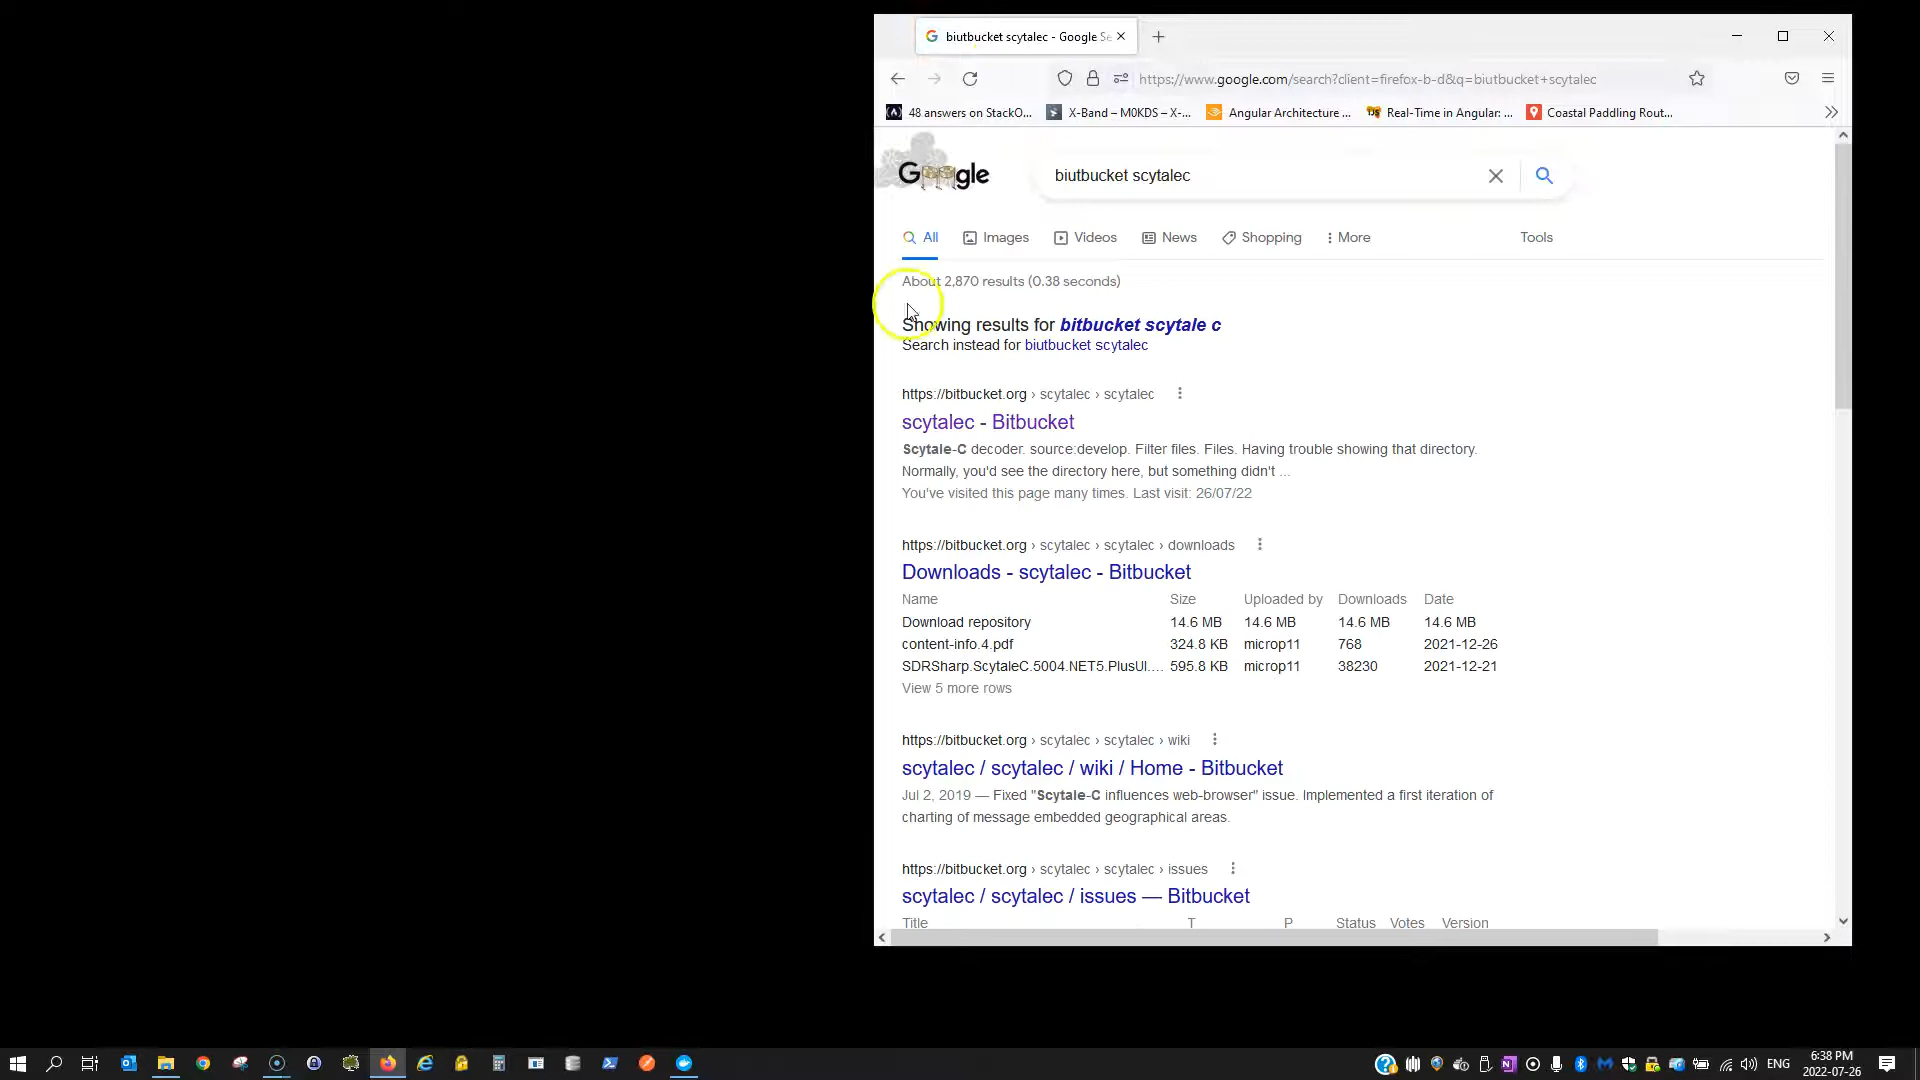 biutbucket scytalec - Google Se
https://www.google.com/search?client=firefox-b-d&q=biutbucket+scytalec
48 answers on StackO...
X-Band – M0KDS – X-...
Angular Architecture ...
Real-Time in Angular: ...
Coastal Paddling Rout...
Google
biutbucket scytalec
All
Images
Videos
News
Shopping
More
Tools
About 2,870 results (0.38 seconds)
Showing results for bitbucket scytale c
Search instead for biutbucket scytalec
https://bitbucket.org › scytalec › scytalec
scytalec - Bitbucket
Scytale-C decoder. source:develop. Filter files. Files. Having trouble showing that directory.
Normally, you'd see the directory here, but something didn't ...
You've visited this page many times. Last visit: 26/07/22
https://bitbucket.org › scytalec › scytalec › downloads
Downloads - scytalec - Bitbucket
Name Size Uploaded by Downloads Date
Download repository 14.6 MB 14.6 MB 14.6 MB 14.6 MB
content-info.4.pdf 324.8 KB microp11 768 2021-12-26
SDRSharp.ScytaleC.5004.NET5.PlusUI.... 595.8 KB microp11 38230 2021-12-21
View 5 more rows
https://bitbucket.org › scytalec › scytalec › wiki
scytalec / scytalec / wiki / Home - Bitbucket
Jul 2, 2019 — Fixed "Scytale-C influences web-browser" issue. Implemented a first iteration of
charting of message embedded geographical areas.
https://bitbucket.org › scytalec › scytalec › issues
scytalec / scytalec / issues — Bitbucket
Title T P Status Votes Version
ENG
6:38 PM
2022-07-26